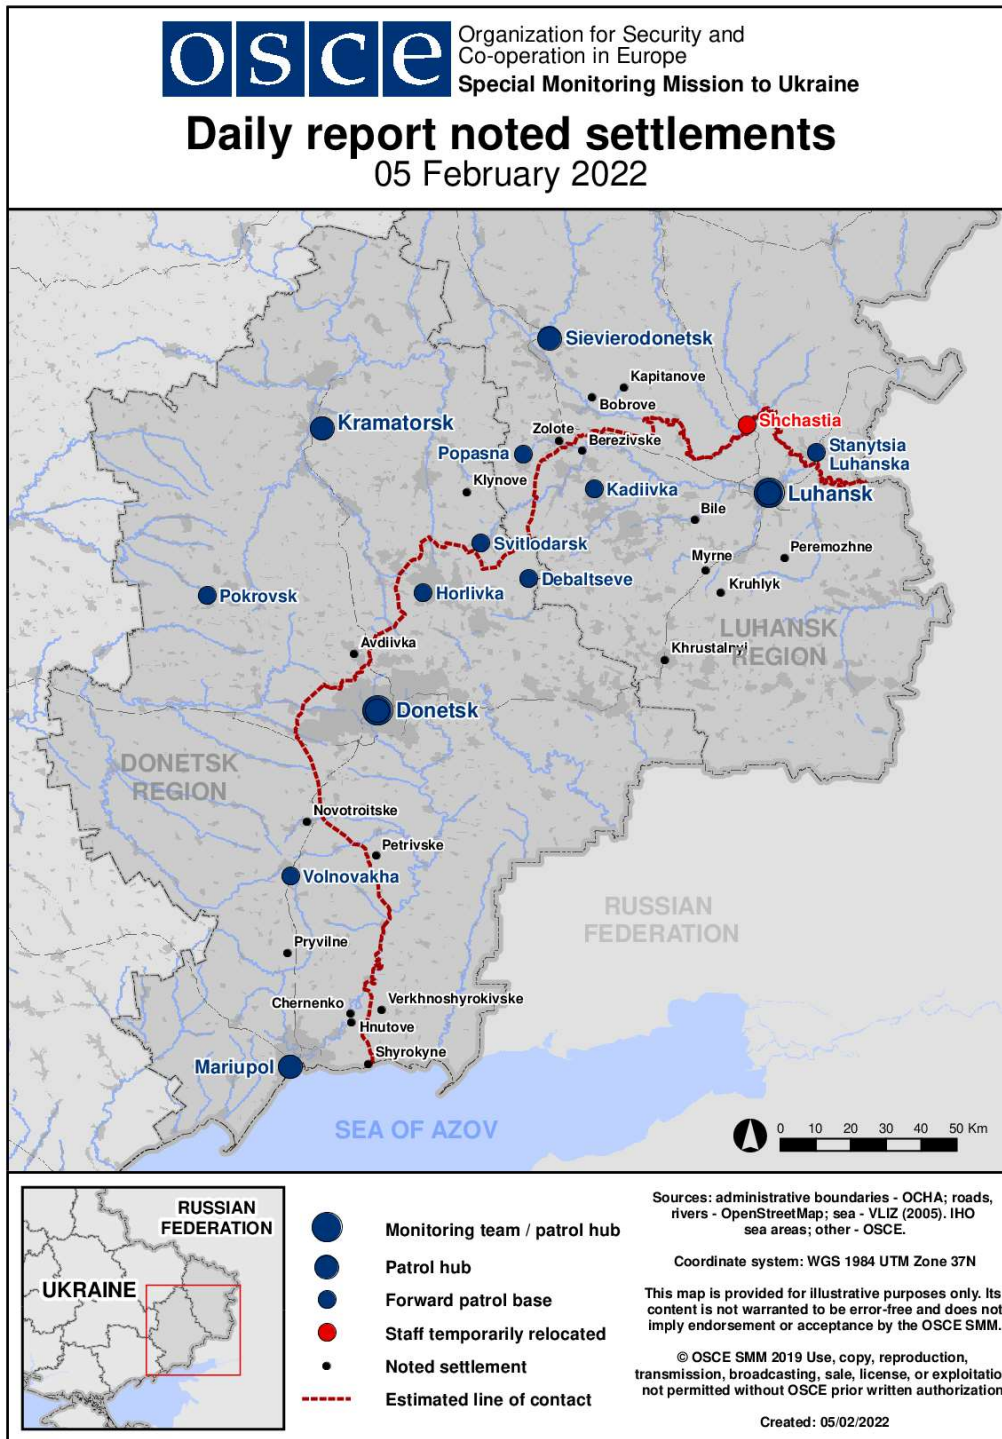 osce
Organization for Security and
Co-operation in Europe
Special Monitoring Mission to Ukraine
Daily report noted settlements
05 February 2022
Sievierodonetsk
Kapitanove
Bobrove
Kramatorsk
Zolote
Berezivske
Shchastia
Popasna
Stanytsia
Luhanska
Klynove
Kadiivka
Luhansk
Bile
Svitlodarsk
Peremozhne
Myrne
Debaltseve
Pokrovsk
Horlivka
Kruhlyk
LUHANSK
REGION
Avdiivka
Khrustalnyi
Donetsk
DONETSK
REGION
Novotroitske
Petrivske
Volnovakha
RUSSIAN
FEDERATION
Pryvilne
Chernenko
Verkhnoshyrokivske
Hnutove
Shyrokyne
Mariupol
SEA OF AZOV
0 10 20 30 40 50 Km
RUSSIAN
FEDERATION
UKRAINE
Monitoring team / patrol hub
Patrol hub
Forward patrol base
Staff temporarily relocated
Noted settlement
Estimated line of contact
Sources: administrative boundaries - OCHA; roads,
rivers - OpenStreetMap; sea - VLIZ (2005). IHO
sea areas; other - OSCE.
Coordinate system: WGS 1984 UTM Zone 37N
This map is provided for illustrative purposes only. Its
content is not warranted to be error-free and does not
imply endorsement or acceptance by the OSCE SMM.
© OSCE SMM 2019 Use, copy, reproduction,
transmission, broadcasting, sale, license, or exploitatio
not permitted without OSCE prior written authorization
Created: 05/02/2022